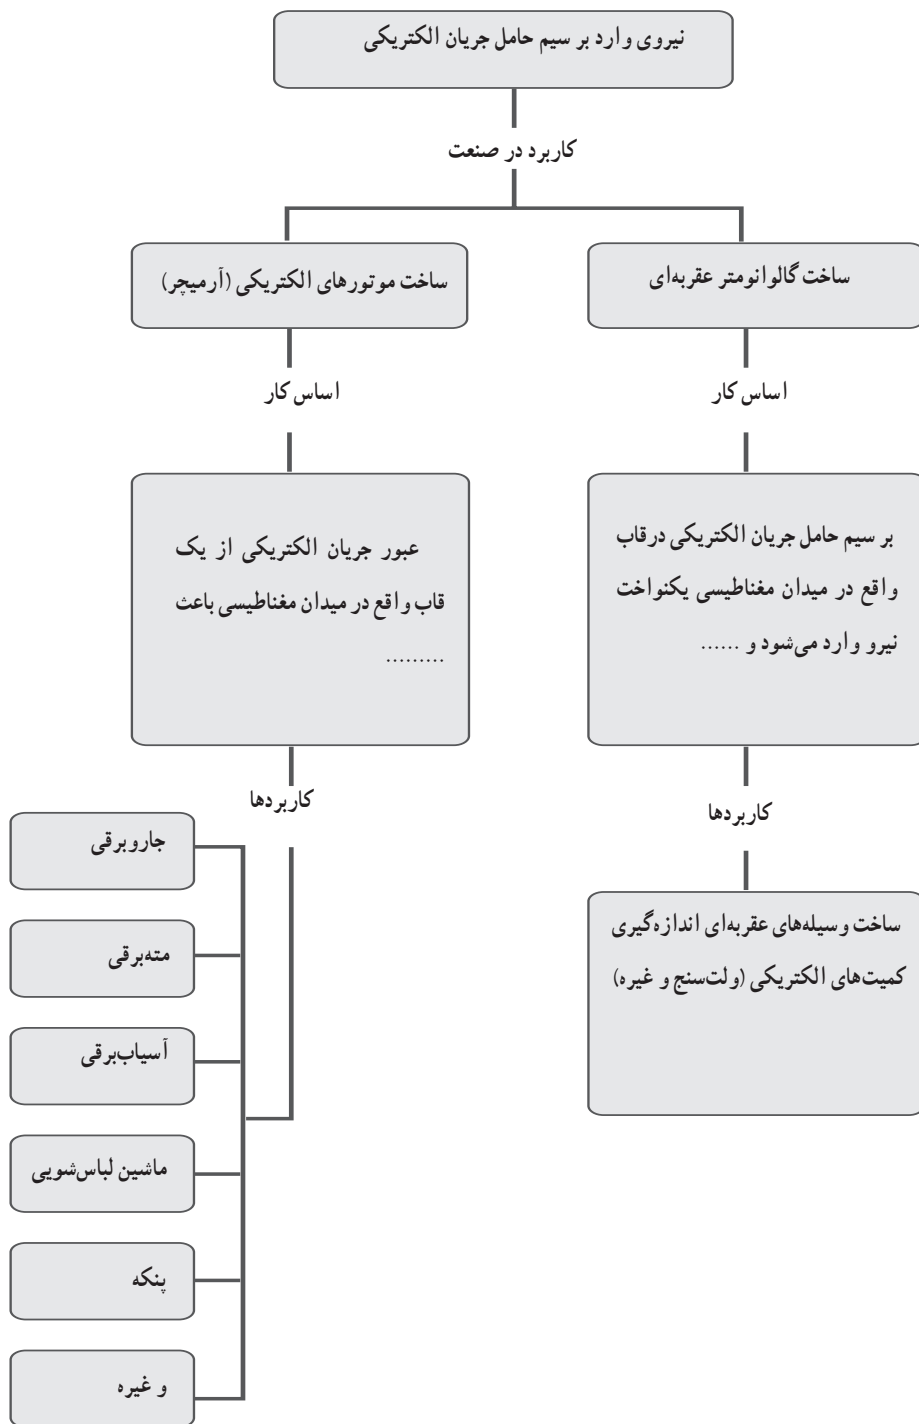 نیروی وارد بر سیم حامل جریان الکتریکی
کاربرد در صنعت
ساخت گالوانومتر عقربه‌ای
اساس کار
بر سیم حامل جریان الکتریکی درقاب
واقع در میدان مغناطیسی یکنواخت
نیرو وارد می‌شود و ......
کاربردها
ساخت وسیله‌های عقربه‌ای اندازه‌گیری
کمیت‌های الکتریکی (ولت‌سنج و غیره)
ساخت موتورهای الکتریکی (آرمیچر)
اساس کار
عبور جریان الکتریکی از یک
قاب واقع در میدان مغناطیسی باعث
.........
کاربردها
جاروبرقی
مته‌برقی
آسیاب‌برقی
ماشین لباس‌شویی
پنکه
و غیره